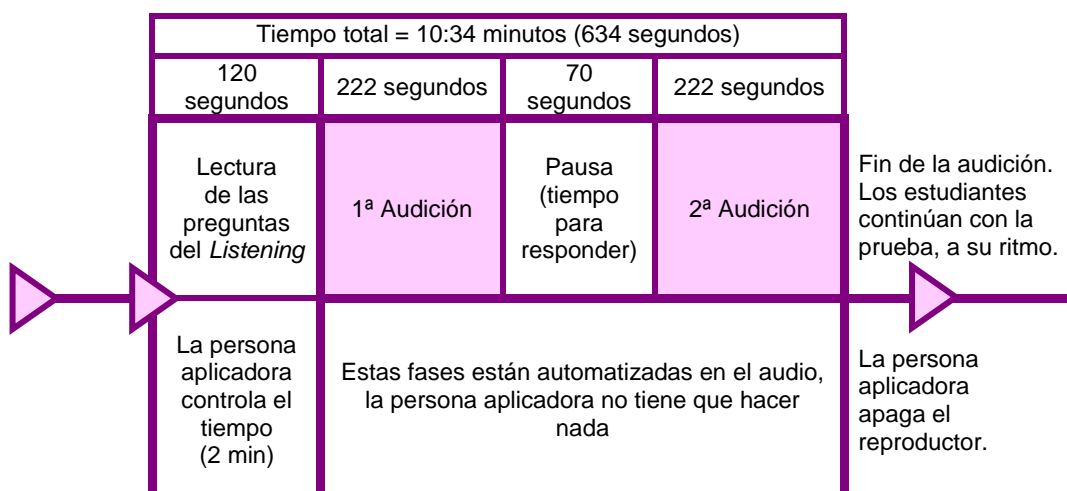 Tiempo total = 10:34 minutos (634 segundos)
120
segundos
222 segundos
70
segundos
222 segundos
Lectura
de las
preguntas
del Listening
1ª Audición
Pausa
(tiempo
para
responder)
2ª Audición
Fin de la audición.
Los estudiantes
continúan con la
prueba, a su ritmo.
La persona
aplicadora
controla el
tiempo
(2 min)
Estas fases están automatizadas en el audio,
la persona aplicadora no tiene que hacer
nada
La persona
aplicadora
apaga el
reproductor.